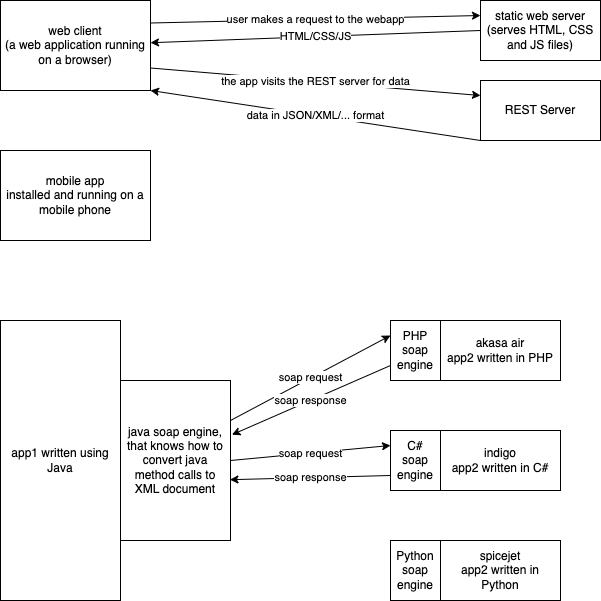 web client
(a web application running
on a browser)
user makes a request to the webapp
HTML/CSS/JS
static web server
(serves HTML, CSS
and JS files)
the app visits the REST server for data
data in JSON/XML/... format
REST Server
mobile app
installed and running on a
mobile phone
app1 written using
Java
java soap engine,
that knows how to
convert java
method calls to
XML document
soap request
soap response
PHP
soap
engine
akasa air
app2 written in PHP
soap request
soap response
C#
soap
engine
indigo
app2 written in C#
Python
soap
engine
spicejet
app2 written in
Python